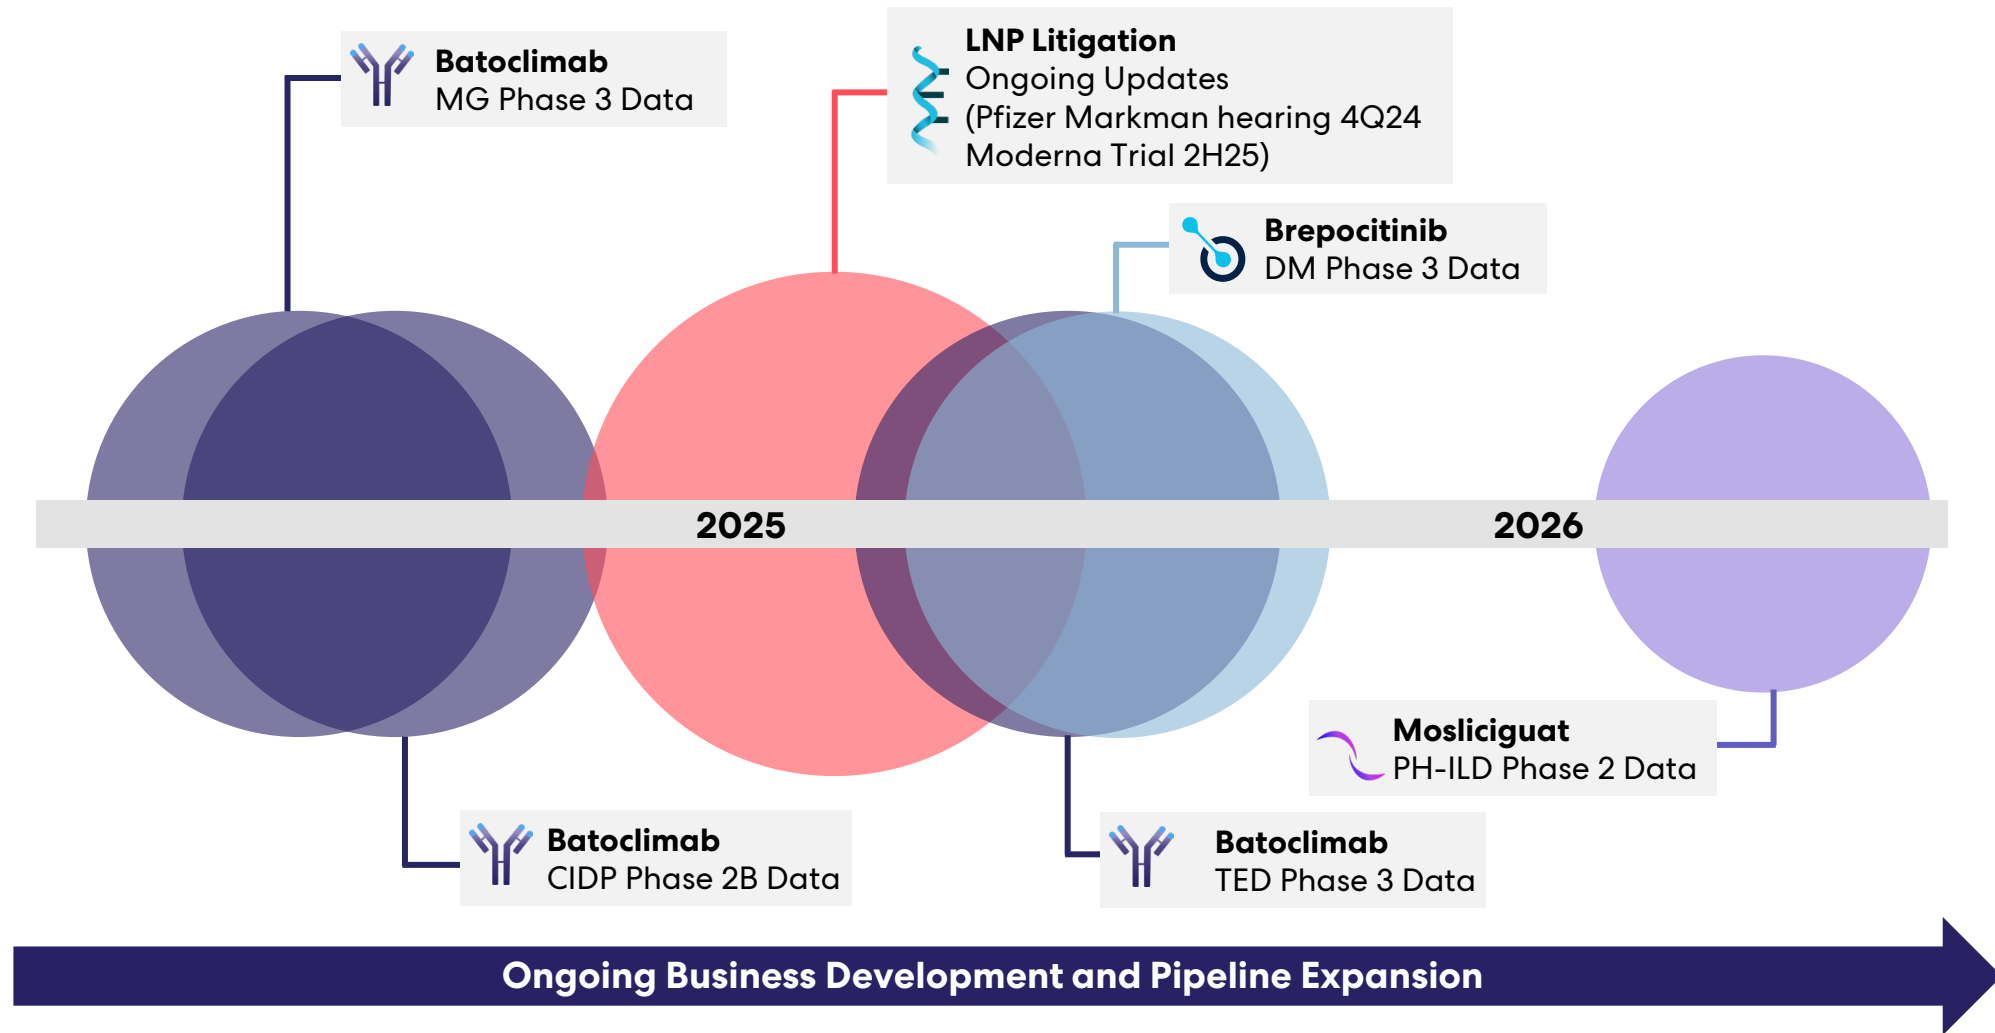 Batoclimab
MG Phase 3 Data
LNP Litigation
Ongoing Updates
(Pfizer Markman hearing 4Q24
Moderna Trial 2H25)
Brepocitinib
DM Phase 3 Data
2025
2026
Mosliciguat
PH-ILD Phase 2 Data
Batoclimab
CIDP Phase 2B Data
Batoclimab
TED Phase 3 Data
Ongoing Business Development and Pipeline Expansion